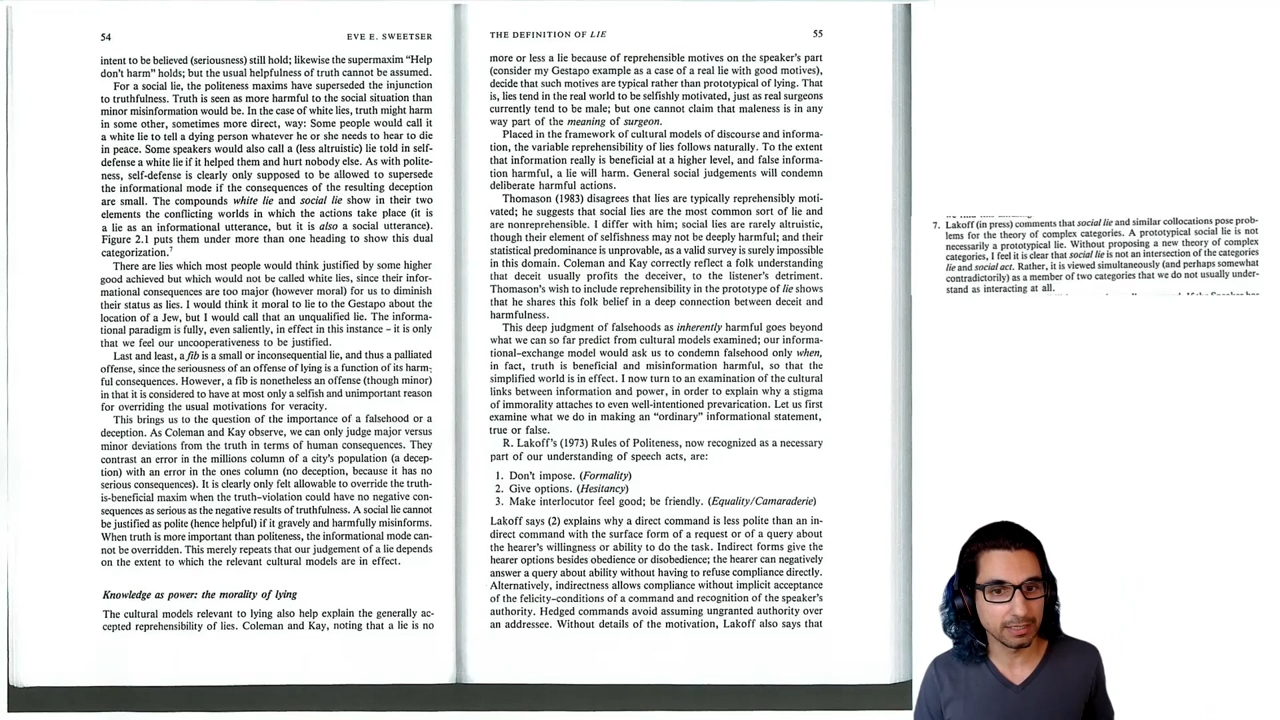 54
EVE E. SWEETSER
intent to be believed (seriousness) still hold; likewise the supermaxim “Help
don't harm” holds; but the usual helpfulness of truth cannot be assumed.
For a social lie, the politeness maxims have superseded the injunction
to truthfulness. Truth is seen as more harmful to the social situation than
minor misinformation would be. In the case of white lies, truth might harm
in some other, sometimes more direct, way: Some people would call it
a white lie to tell a dying person whatever he or she needs to hear to die
in peace. Some speakers would also call a (less altruistic) lie told in self-
defense a white lie if it helped them and hurt nobody else. As with polite-
ness, self-defense is clearly only supposed to be allowed to supersede
the informational mode if the consequences of the resulting deception
are small. The compounds white lie and social lie show in their two
elements the conflicting worlds in which the actions take place (it is
a lie as an informational utterance, but it is also a social utterance).
Figure 2.1 puts them under more than one heading to show this dual
categorization.7
There are lies which most people would think justified by some higher
good achieved but which would not be called white lies, since their infor-
mational consequences are too major (however moral) for us to diminish
their status as lies. I would think it moral to lie to the Gestapo about the
location of a Jew, but I would call that an unqualified lie. The informa-
tional paradigm is fully, even saliently, in effect in this instance – it is only
that we feel our uncooperativeness to be justified.
Last and least, a fib is a small or inconsequential lie, and thus a palliated
offense, since the seriousness of an offense of lying is a function of its harm-
ful consequences. However, a fib is nonetheless an offense (though minor)
in that it is considered to have at most only a selfish and unimportant reason
for overriding the usual motivations for veracity.
This brings us to the question of the importance of a falsehood or a
deception. As Coleman and Kay observe, we can only judge major versus
minor deviations from the truth in terms of human consequences. They
contrast an error in the millions column of a city's population (a decep-
tion) with an error in the ones column (no deception, because it has no
serious consequences). It is clearly only felt allowable to override the truth-
is-beneficial maxim when the truth-violation could have no negative con-
sequences as serious as the negative results of truthfulness. A social lie cannot
be justified as polite (hence helpful) if it gravely and harmfully misinforms.
When truth is more important than politeness, the informational mode can-
not be overridden. This merely repeats that our judgement of a lie depends
on the extent to which the relevant cultural models are in effect.
Knowledge as power: the morality of lying
The cultural models relevant to lying also help explain the generally ac-
cepted reprehensibility of lies. Coleman and Kay, noting that a lie is no
THE DEFINITION OF LIE
55
more or less a lie because of reprehensible motives on the speaker's part
(consider my Gestapo example as a case of a real lie with good motives),
decide that such motives are typical rather than prototypical of lying. That
is, lies tend in the real world to be selfishly motivated, just as real surgeons
currently tend to be male; but one cannot claim that maleness is in any
way part of the meaning of surgeon.
Placed in the framework of cultural models of discourse and informa-
tion, the variable reprehensibility of lies follows naturally. To the extent
that information really is beneficial at a higher level, and false informa-
tion harmful, a lie will harm. General social judgements will condemn
deliberate harmful actions.
Thomason (1983) disagrees that lies are typically reprehensibly moti-
vated; he suggests that social lies are the most common sort of lie and
are nonreprehensible. I differ with him; social lies are rarely altruistic,
though their element of selfishness may not be deeply harmful; and their
statistical predominance is unprovable, as a valid survey is surely impossible
in this domain. Coleman and Kay correctly reflect a folk understanding
that deceit usually profits the deceiver, to the listener's detriment.
Thomason's wish to include reprehensibility in the prototype of lie shows
that he shares this folk belief in a deep connection between deceit and
harmfulness.
This deep judgment of falsehoods as inherently harmful goes beyond
what we can so far predict from cultural models examined; our informa-
tional-exchange model would ask us to condemn falsehood only when,
in fact, truth is beneficial and misinformation harmful, so that the
simplified world is in effect. I now turn to an examination of the cultural
links between information and power, in order to explain why a stigma
of immorality attaches to even well-intentioned prevarication. Let us first
examine what we do in making an “ordinary” informational statement,
true or false.
R. Lakoff's (1973) Rules of Politeness, now recognized as a necessary
part of our understanding of speech acts, are:
1. Don't impose. (Formality)
2. Give options. (Hesitancy)
3. Make interlocutor feel good; be friendly. (Equality/Camaraderie)
Lakoff says (2) explains why a direct command is less polite than an in-
direct command with the surface form of a request or of a query about
the hearer's willingness or ability to do the task. Indirect forms give the
hearer options besides obedience or disobedience; the hearer can negatively
answer a query about ability without having to refuse compliance directly.
Alternatively, indirectness allows compliance without implicit acceptance
of the felicity-conditions of a command and recognition of the speaker's
authority. Hedged commands avoid assuming ungranted authority over
an addressee. Without details of the motivation, Lakoff also says that
7. Lakoff (in press) comments that social lie and similar collocations pose prob-
lems for the theory of complex categories. A prototypical social lie is not
necessarily a prototypical lie. Without proposing a new theory of complex
categories, I feel it is clear that social lie is not an intersection of the categories
lie and social act. Rather, it is viewed simultaneously (and perhaps somewhat
contradictorily) as a member of two categories that we do not usually under-
stand as interacting at all.